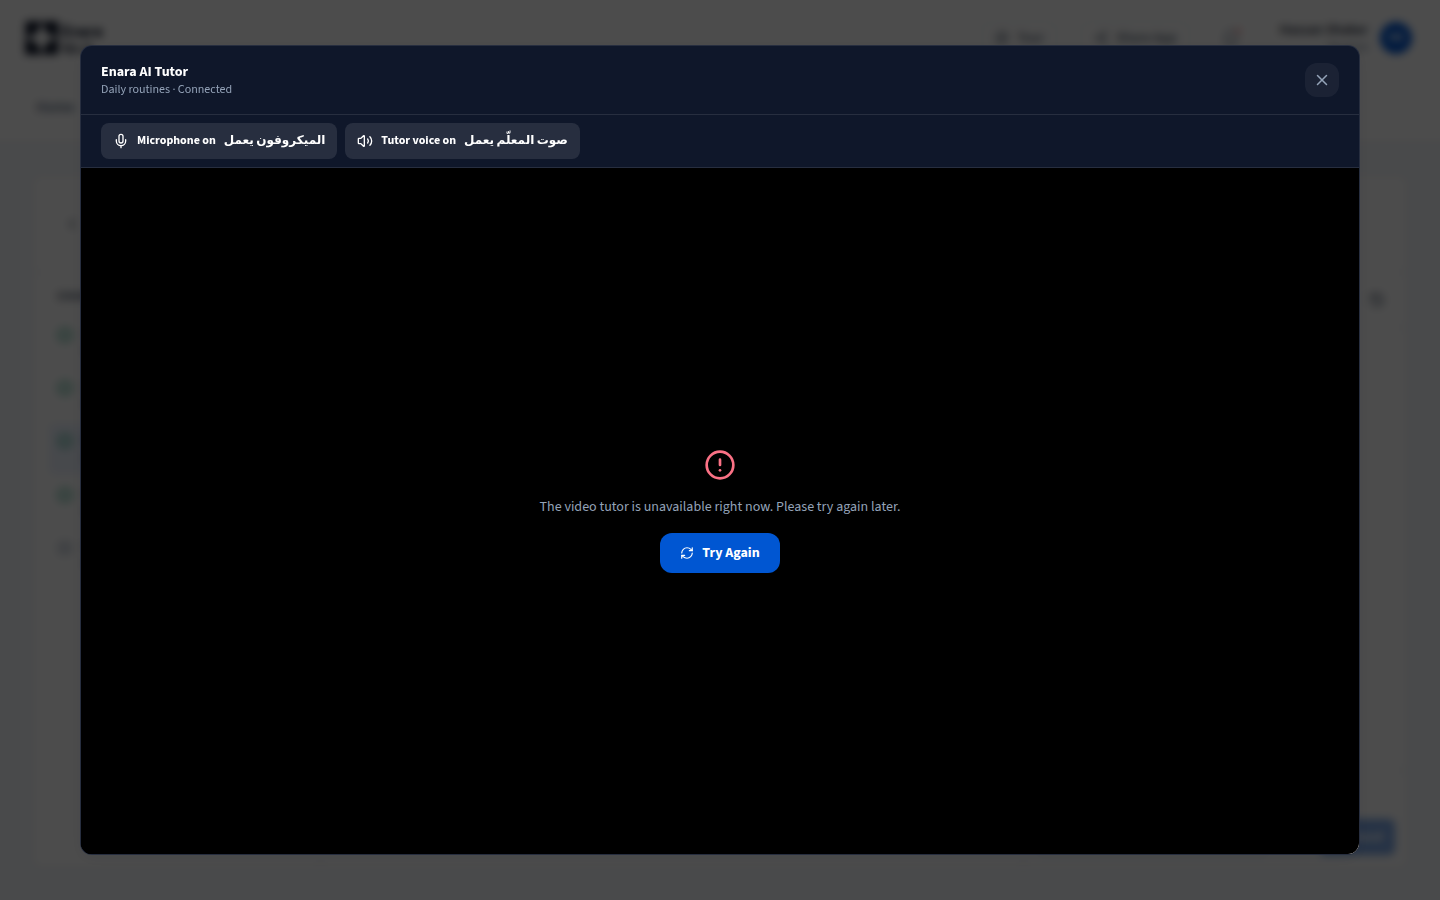 Enara AI Tutor
Daily routines · Connected
Microphone on الميكروفون يعمل
Tutor voice on صوت المعلّم يعمل
The video tutor is unavailable right now. Please try again later.
Try Again